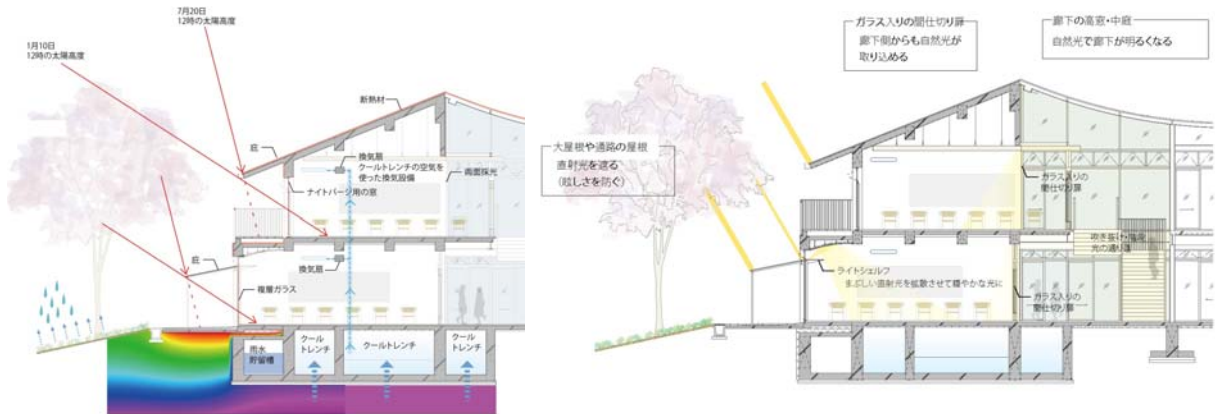 7月20日
12時の太陽高度
1月10日
12時の太陽高度
断熱材
庇
換気扇
クールトレンチの空気を
使った換気設備
両面採光
ナイトパージ用の窓
庇
換気扇
複層ガラス
雨水
貯留槽
クール
トレンチ
クールトレンチ
クール
トレンチ
ガラス入りの間仕切り扉
廊下側からも自然光が
取り込める
廊下の高窓・中庭
自然光で廊下が明るくなる
大屋根や通路の屋根
直射光を遮る
(眩しさを防ぐ)
ガラス入りの
間仕切り扉
吹き抜け・階段
光の通り道
ライトシェルフ
まぶしい直射光を拡散させて穏やかな光に
ガラス入りの
間仕切り扉